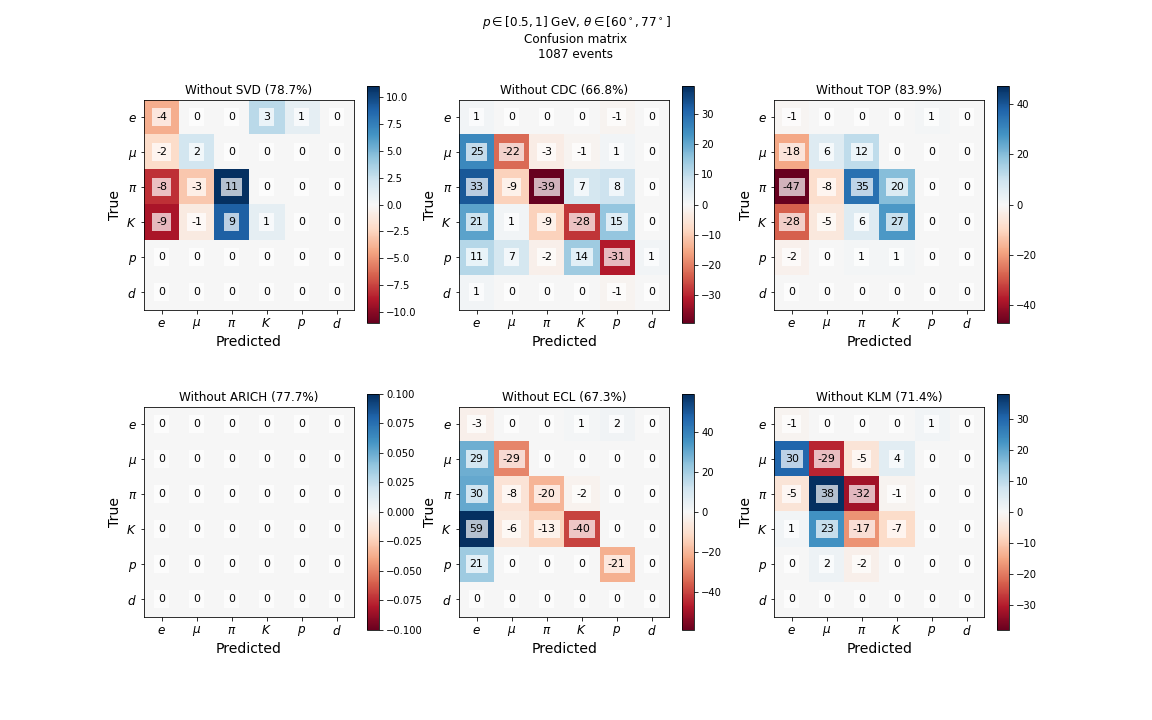 p ∈ [0.5, 1] GeV, θ ∈ [60°, 77°]
Confusion matrix
1087 events
Without SVD (78.7%)
e -4 0 0 3 1 0
μ -2 2 0 0 0 0
π -8 -3 11 0 0 0
K -9 -1 9 1 0 0
p 0 0 0 0 0 0
d 0 0 0 0 0 0
e μ π K p d
True
Predicted
10.0
7.5
5.0
2.5
0.0
−2.5
−5.0
−7.5
−10.0
Without CDC (66.8%)
e 1 0 0 0 -1 0
μ 25 -22 -3 -1 1 0
π 33 -9 -39 7 8 0
K 21 1 -9 -28 15 0
p 11 7 -2 14 -31 1
d 1 0 0 0 -1 0
e μ π K p d
True
Predicted
30
20
10
0
−10
−20
−30
Without TOP (83.9%)
e -1 0 0 0 1 0
μ -18 6 12 0 0 0
π -47 -8 35 20 0 0
K -28 -5 6 27 0 0
p -2 0 1 1 0 0
d 0 0 0 0 0 0
e μ π K p d
True
Predicted
40
20
0
−20
−40
Without ARICH (77.7%)
e 0 0 0 0 0 0
μ 0 0 0 0 0 0
π 0 0 0 0 0 0
K 0 0 0 0 0 0
p 0 0 0 0 0 0
d 0 0 0 0 0 0
e μ π K p d
True
Predicted
0.100
0.075
0.050
0.025
0.000
−0.025
−0.050
−0.075
−0.100
Without ECL (67.3%)
e -3 0 0 1 2 0
μ 29 -29 0 0 0 0
π 30 -8 -20 -2 0 0
K 59 -6 -13 -40 0 0
p 21 0 0 0 -21 0
d 0 0 0 0 0 0
e μ π K p d
True
Predicted
40
20
0
−20
−40
Without KLM (71.4%)
e -1 0 0 0 1 0
μ 30 -29 -5 4 0 0
π -5 38 -32 -1 0 0
K 1 23 -17 -7 0 0
p 0 2 -2 0 0 0
d 0 0 0 0 0 0
e μ π K p d
True
Predicted
30
20
10
0
−10
−20
−30